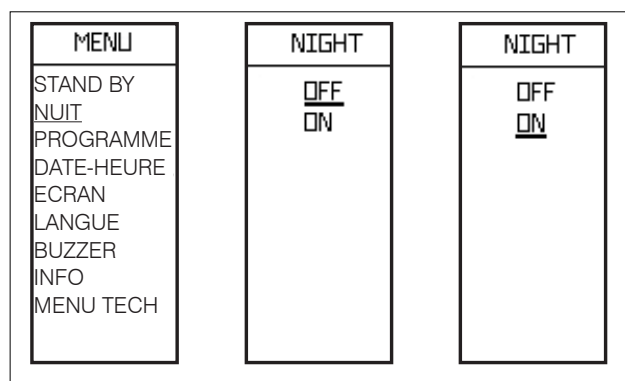 MENU
STAND BY
NUIT
PROGRAMME
DATE-HEURE
ECRAN
LANGUE
BUZZER
INFO
MENU TECH
NIGHT
OFF
ON
NIGHT
OFF
ON